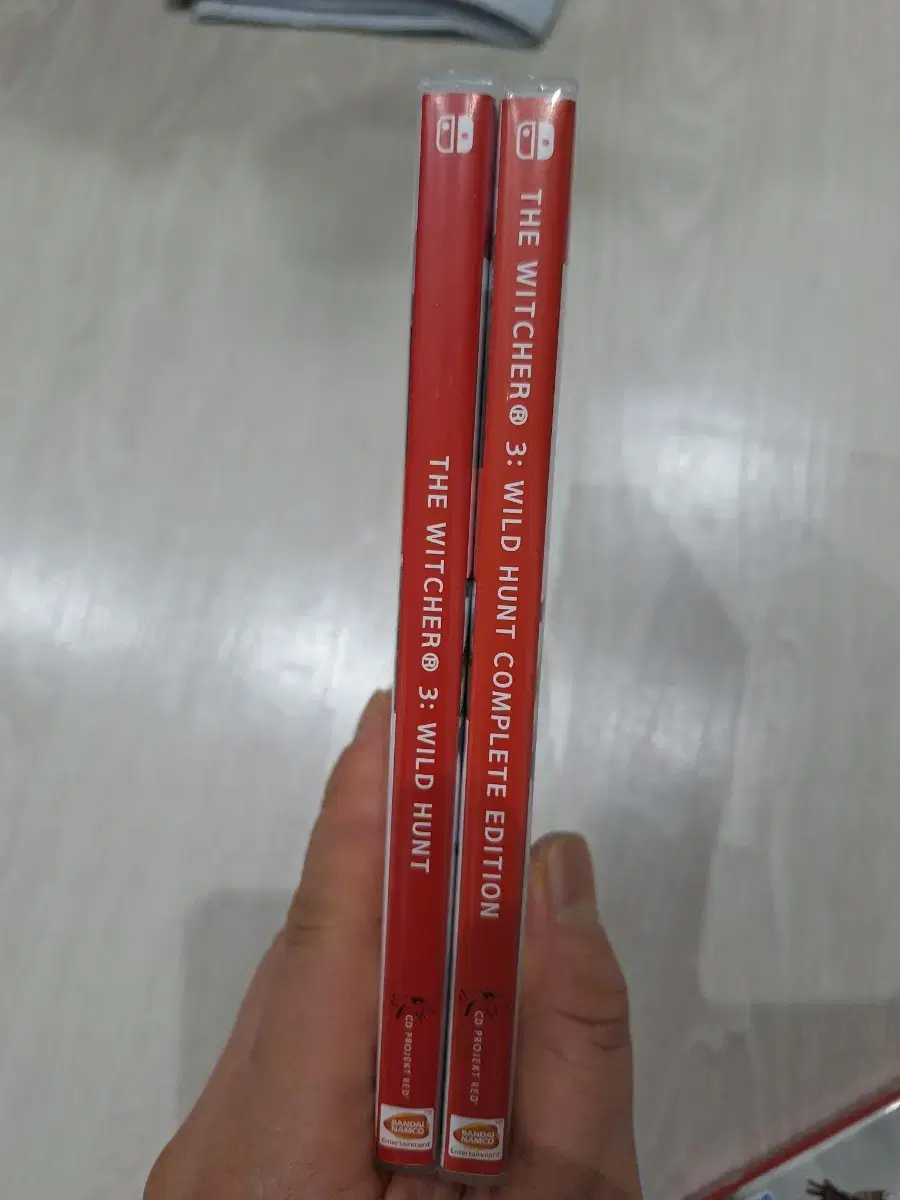 THE WITCHER® 3: WILD HUNT
CD PROJEKT RED
BANDAI
NAMCO
Entertainment
THE WITCHER® 3: WILD HUNT COMPLETE EDITION
CD PROJEKT RED
BANDAI
NAMCO
Entertainment